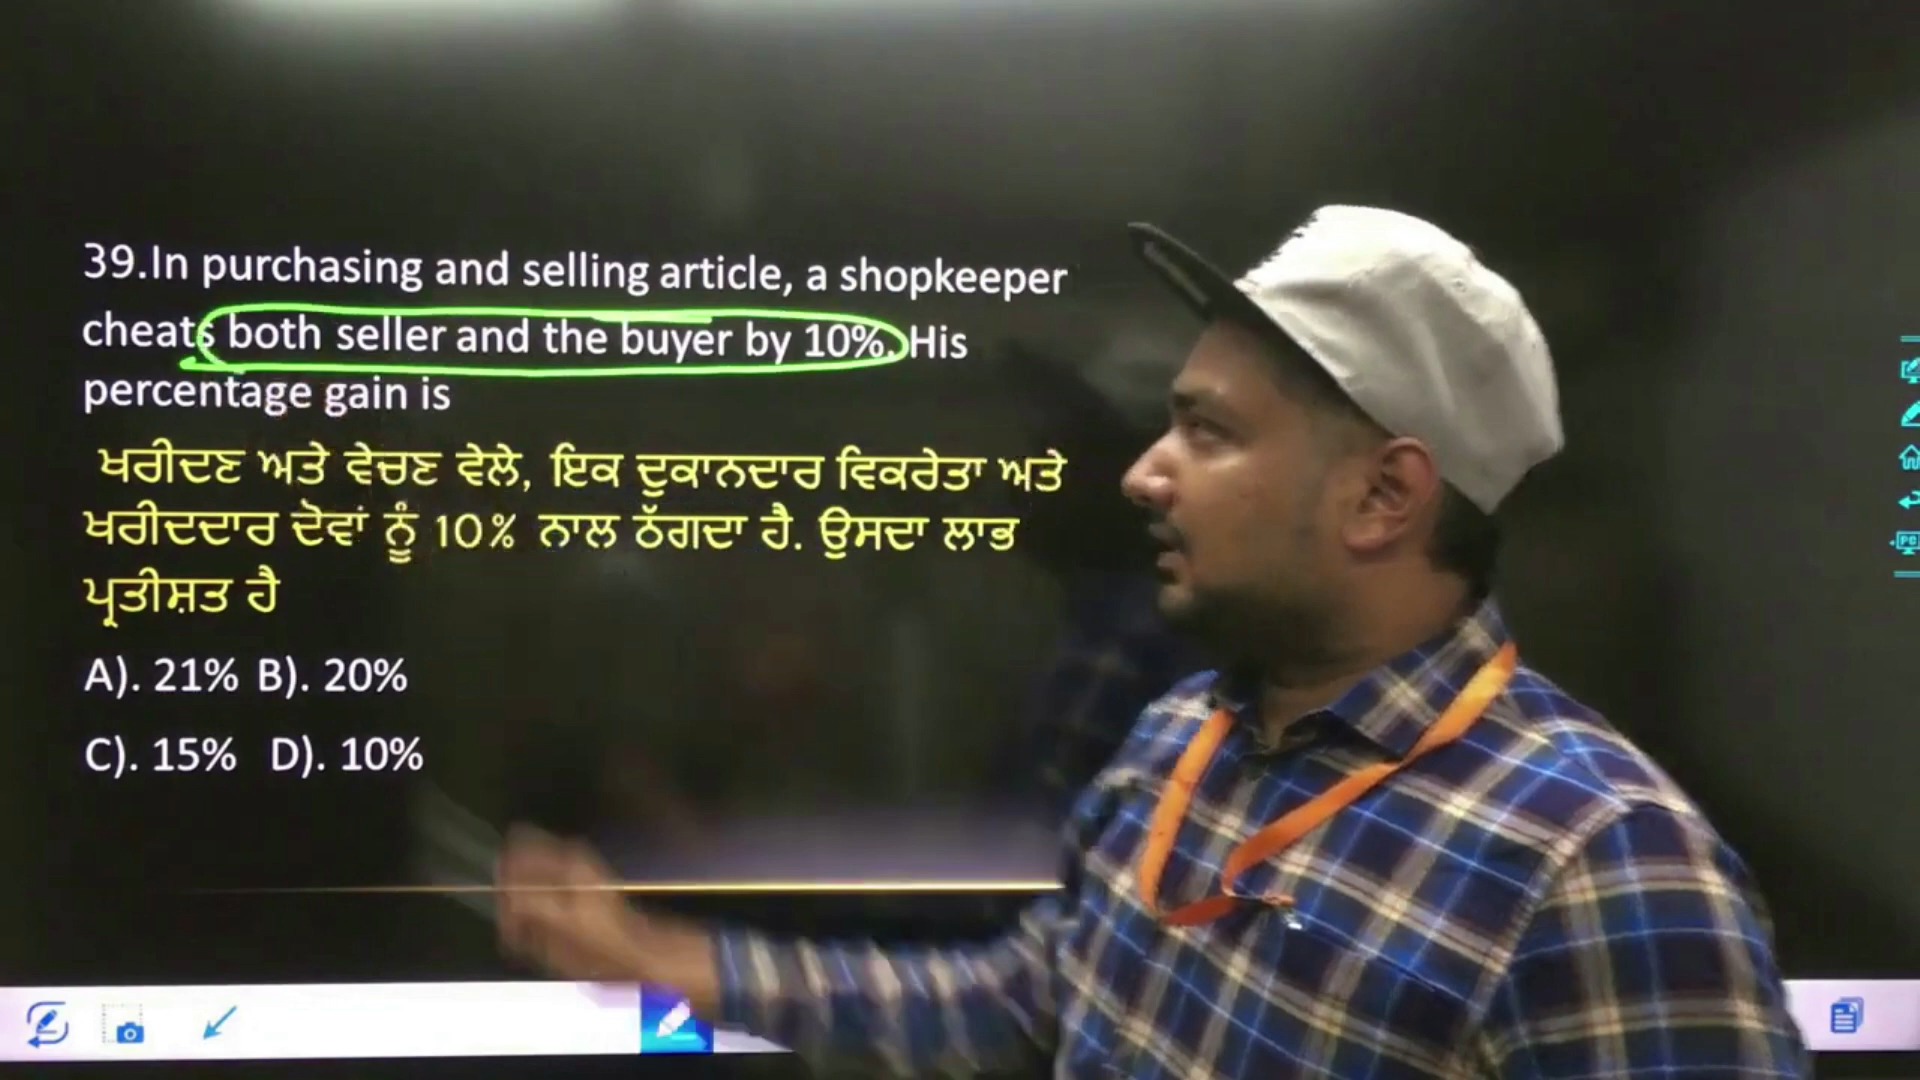 39.In purchasing and selling article, a shopkeeper
cheats both seller and the buyer by 10%. His
percentage gain is
ਖਰੀਦਣ ਅਤੇ ਵੇਚਣ ਵੇਲੇ, ਇਕ ਦੁਕਾਨਦਾਰ ਵਿਕਰੇਤਾ ਅਤੇ
ਖਰੀਦਦਾਰ ਦੋਵਾਂ ਨੂੰ 10% ਨਾਲ ਠੱਗਦਾ ਹੈ. ਉਸਦਾ ਲਾਭ
ਪ੍ਰਤੀਸ਼ਤ ਹੈ
A). 21% B). 20%
C). 15% D). 10%
PC